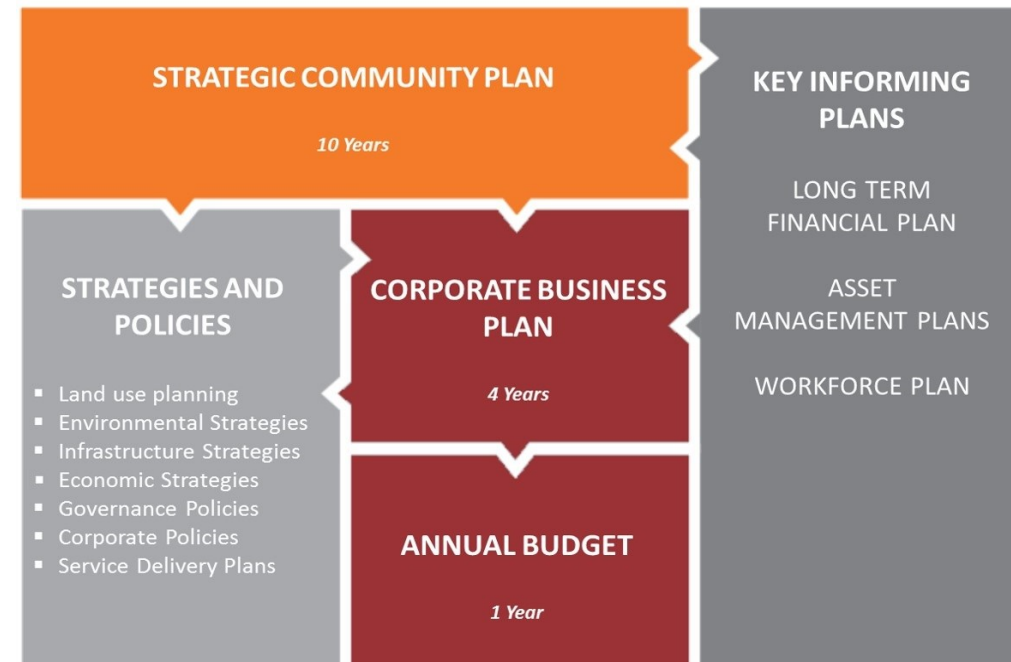 STRATEGIC COMMUNITY PLAN
10 Years
KEY INFORMING
PLANS
LONG TERM
FINANCIAL PLAN
ASSET
MANAGEMENT PLANS
WORKFORCE PLAN
STRATEGIES AND
POLICIES
▪ Land use planning
▪ Environmental Strategies
▪ Infrastructure Strategies
▪ Economic Strategies
▪ Governance Policies
▪ Corporate Policies
▪ Service Delivery Plans
CORPORATE BUSINESS
PLAN
4 Years
ANNUAL BUDGET
1 Year